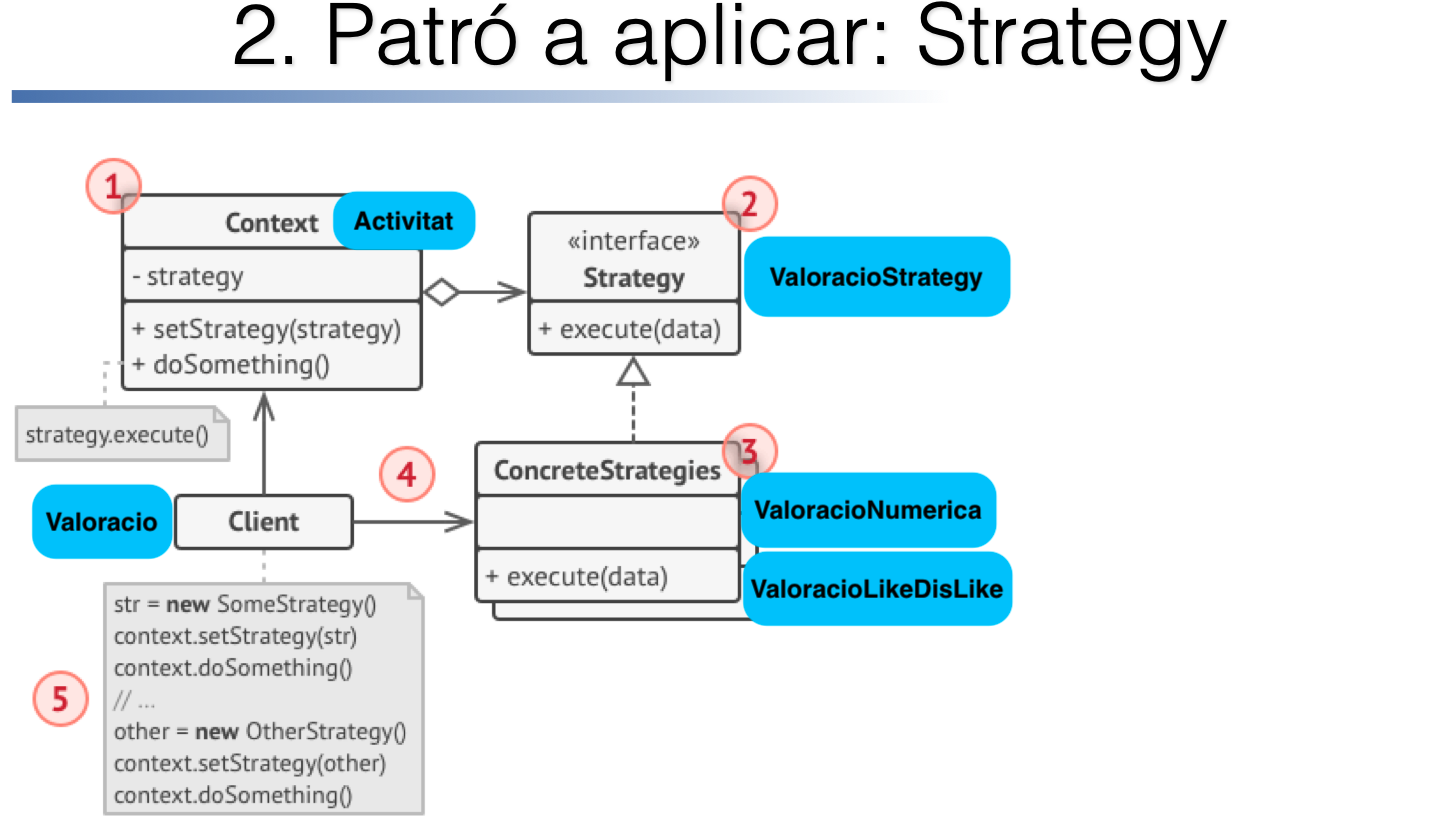 2. Patró a aplicar: Strategy
1
Context
Activitat
- strategy
+ setStrategy(strategy)
+ doSomething()
strategy.execute()
2
«interface»
Strategy
ValoracioStrategy
+ execute(data)
3
ConcreteStrategies
ValoracioNumerica
+ execute(data)
ValoracioLikeDisLike
4
Valoracio
Client
5
str = new SomeStrategy()
context.setStrategy(str)
context.doSomething()
// ...
other = new OtherStrategy()
context.setStrategy(other)
context.doSomething()